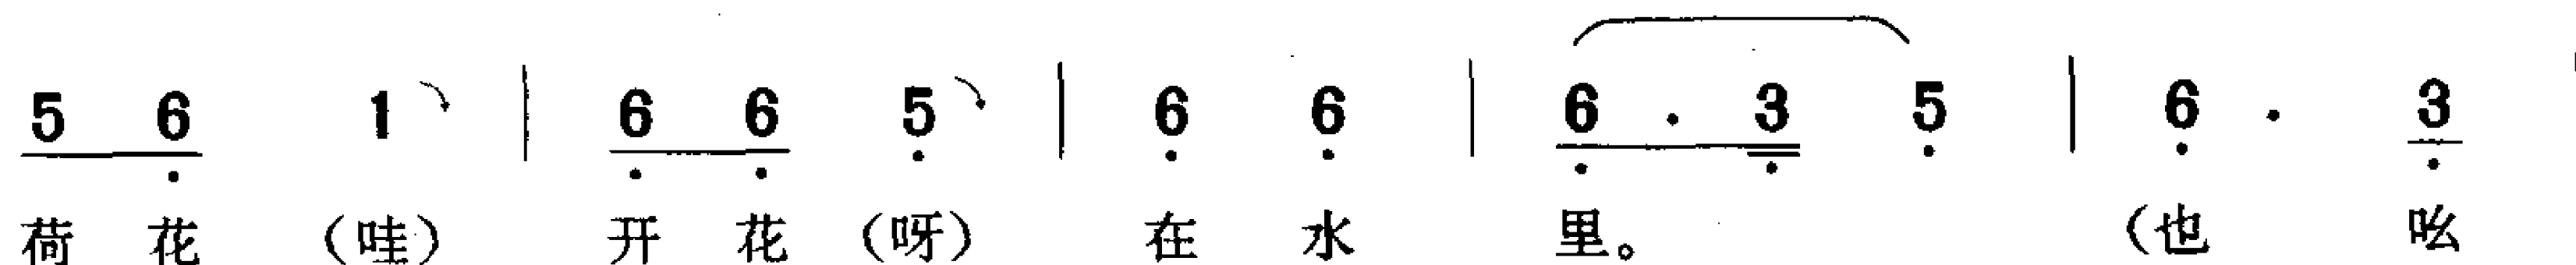 5 6 1 | 6 6 5 | 6 6 | 6 · 3 5 | 6 · 3
荷 花 (哇) 开 花 (呀) 在 水 里。 (也 吆